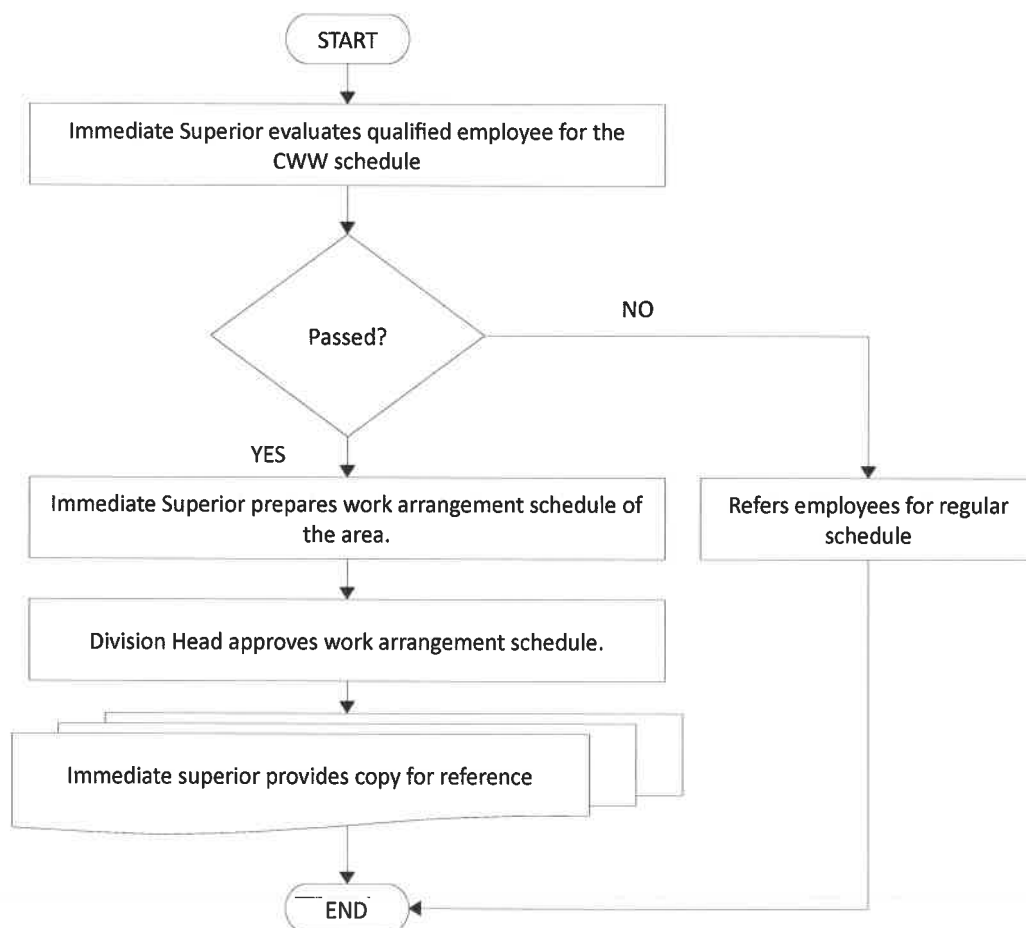 START
Immediate Superior evaluates qualified employee for the
CWW schedule
Passed?
NO
YES
Immediate Superior prepares work arrangement schedule of
the area.
Refers employees for regular
schedule
Division Head approves work arrangement schedule.
Immediate superior provides copy for reference
END